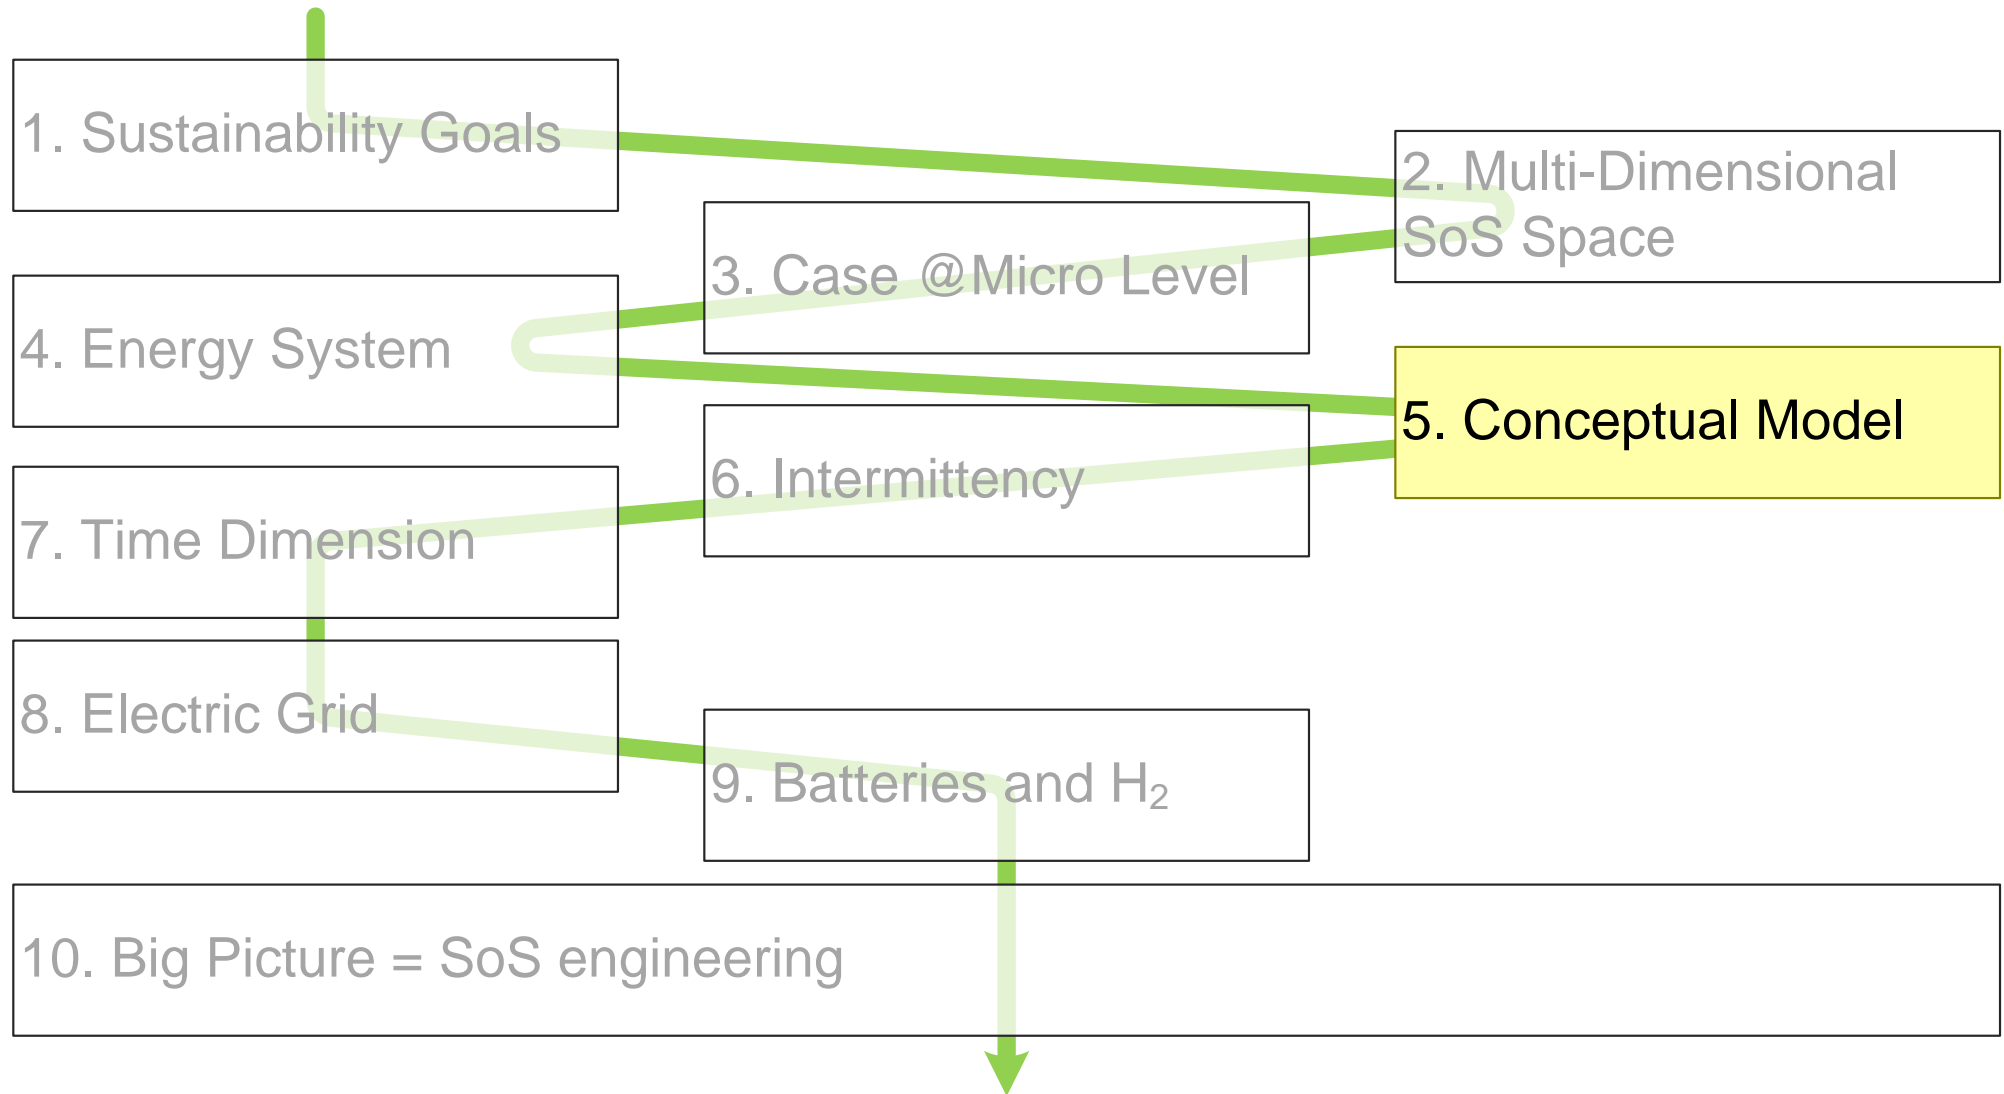 1. Sustainability Goals
2. Multi-Dimensional
SoS Space
3. Case @Micro Level
4. Energy System
5. Conceptual Model
6. Intermittency
7. Time Dimension
8. Electric Grid
9. Batteries and H₂
10. Big Picture = SoS engineering